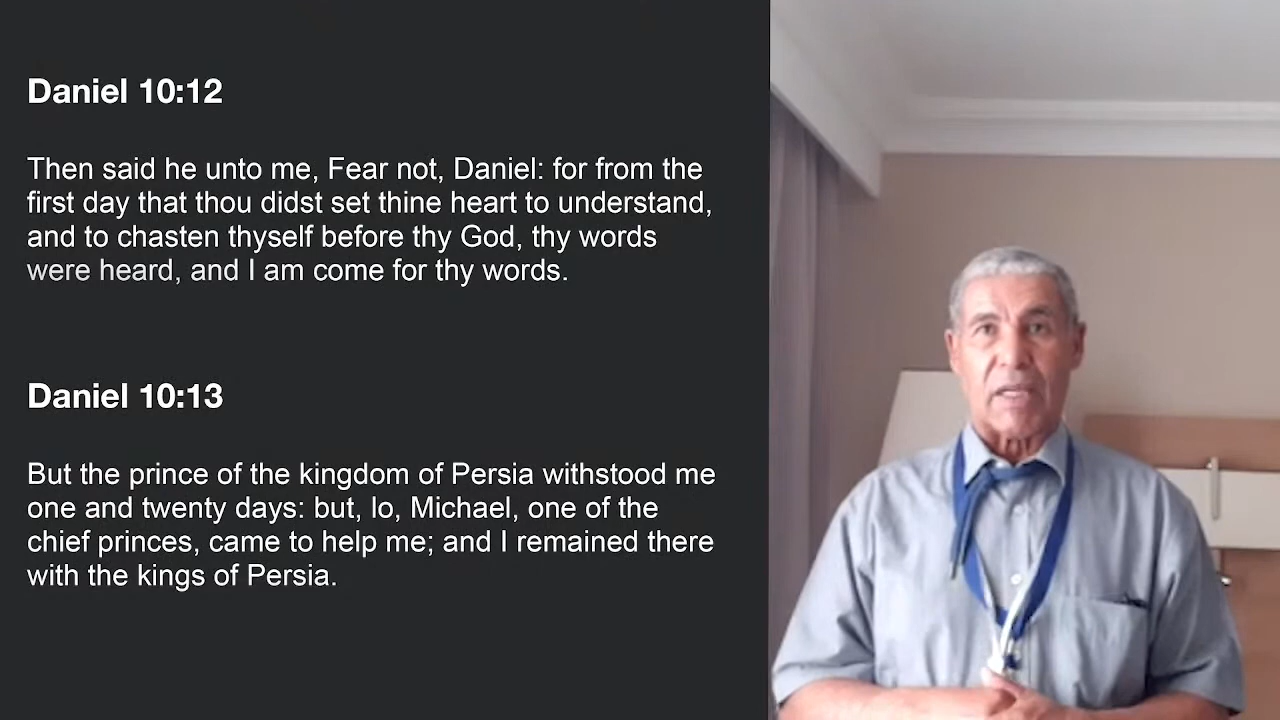 Daniel 10:12
Then said he unto me, Fear not, Daniel: for from the
first day that thou didst set thine heart to understand,
and to chasten thyself before thy God, thy words
were heard, and I am come for thy words.
Daniel 10:13
But the prince of the kingdom of Persia withstood me
one and twenty days: but, lo, Michael, one of the
chief princes, came to help me; and I remained there
with the kings of Persia.